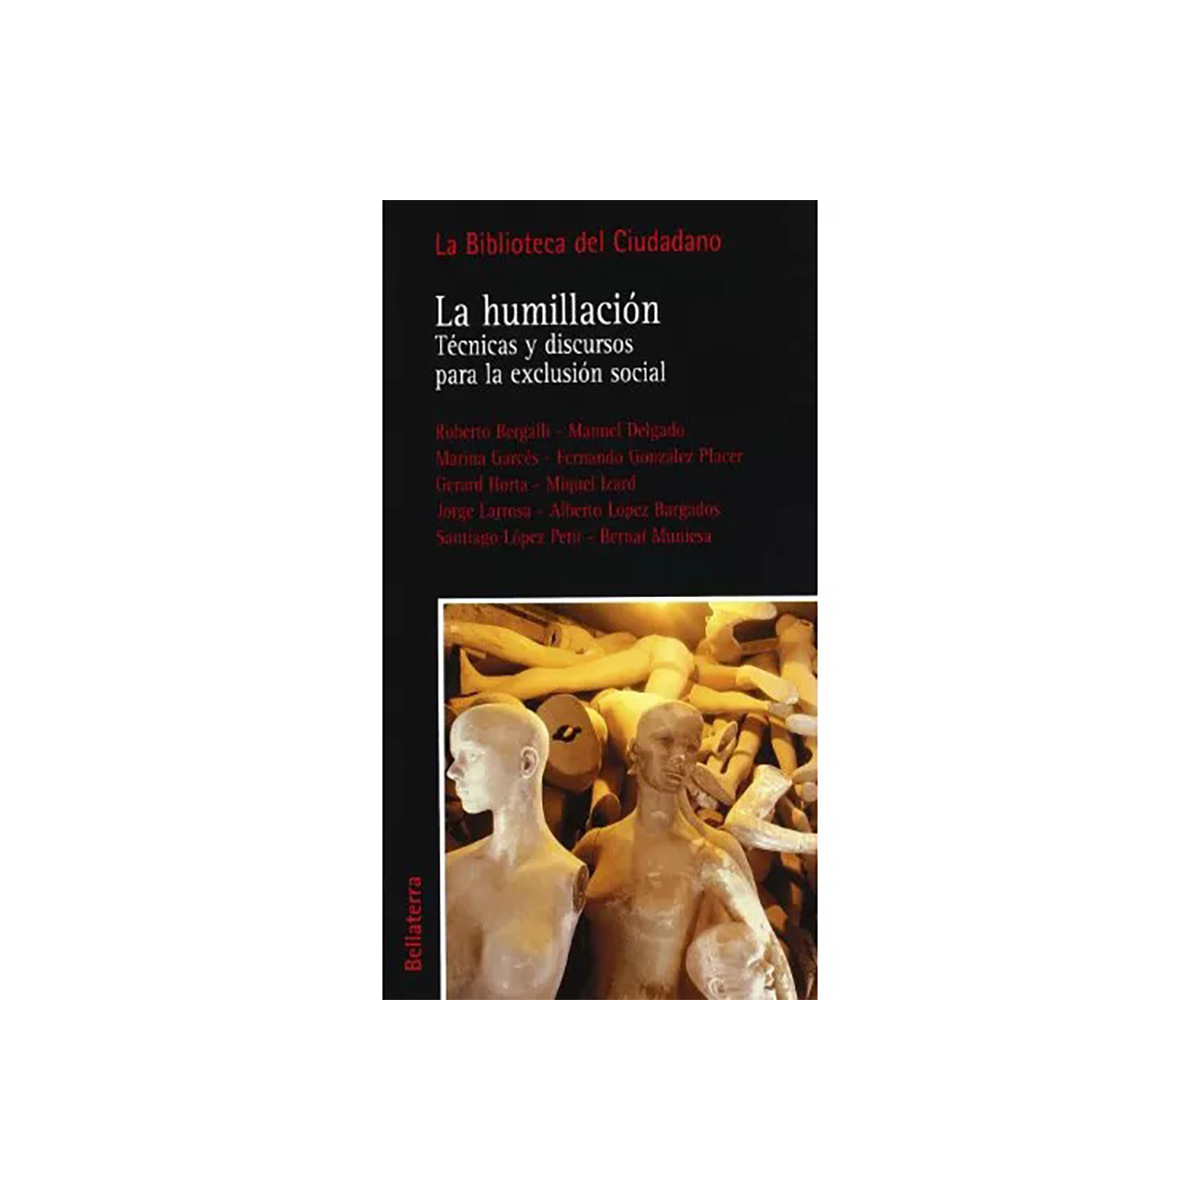 La Biblioteca del Ciudadano
La humillación
Técnicas y discursos
para la exclusión social
Roberto Bergalli - Manuel Delgado
Marina Garcés - Fernando González Placer
Gerard Horta - Miquel Izard
Jorge Larrosa - Alberto López Bargados
Santiago López Petit - Bernat Muniesa
Bellaterra